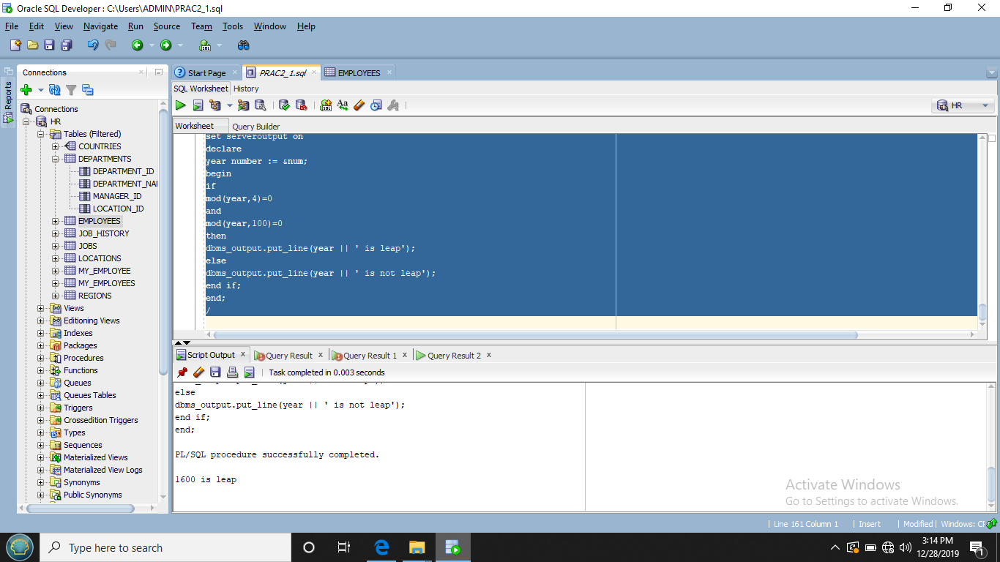 Oracle SQL Developer : C:\Users\ADMIN\PRAC2_1.sql
File Edit View Navigate Run Source Team Tools Window Help
Reports
Connections
Connections
HR
Tables (Filtered)
COUNTRIES
DEPARTMENTS
DEPARTMENT_ID
DEPARTMENT_NA
MANAGER_ID
LOCATION_ID
EMPLOYEES
JOB_HISTORY
JOBS
LOCATIONS
MY_EMPLOYEE
MY_EMPLOYEES
REGIONS
Views
Editioning Views
Indexes
Packages
Procedures
Functions
Queues
Queues Tables
Triggers
Crossedition Triggers
Types
Sequences
Materialized Views
Materialized View Logs
Synonyms
Public Synonyms
Start Page PRAC2_1.sql EMPLOYEES
SQL Worksheet History
HR
Worksheet Query Builder
set serveroutput on
declare
year number := &num;
begin
if
mod(year,4)=0
and
mod(year,100)=0
then
dbms_output.put_line(year || ' is leap');
else
dbms_output.put_line(year || ' is not leap');
end if;
end;
/
Script Output x Query Result x Query Result 1 x Query Result 2 x
Task completed in 0.003 seconds
else
dbms_output.put_line(year || ' is not leap');
end if;
end;
PL/SQL procedure successfully completed.
1600 is leap
Activate Windows
Go to Settings to activate Windows.
Line 161 Column 1 | Insert | Modified | Windows: C
Type here to search
3:14 PM
12/28/2019
1